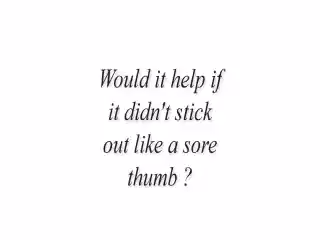 Would it help if
it didn't stick
out like a sore
thumb ?